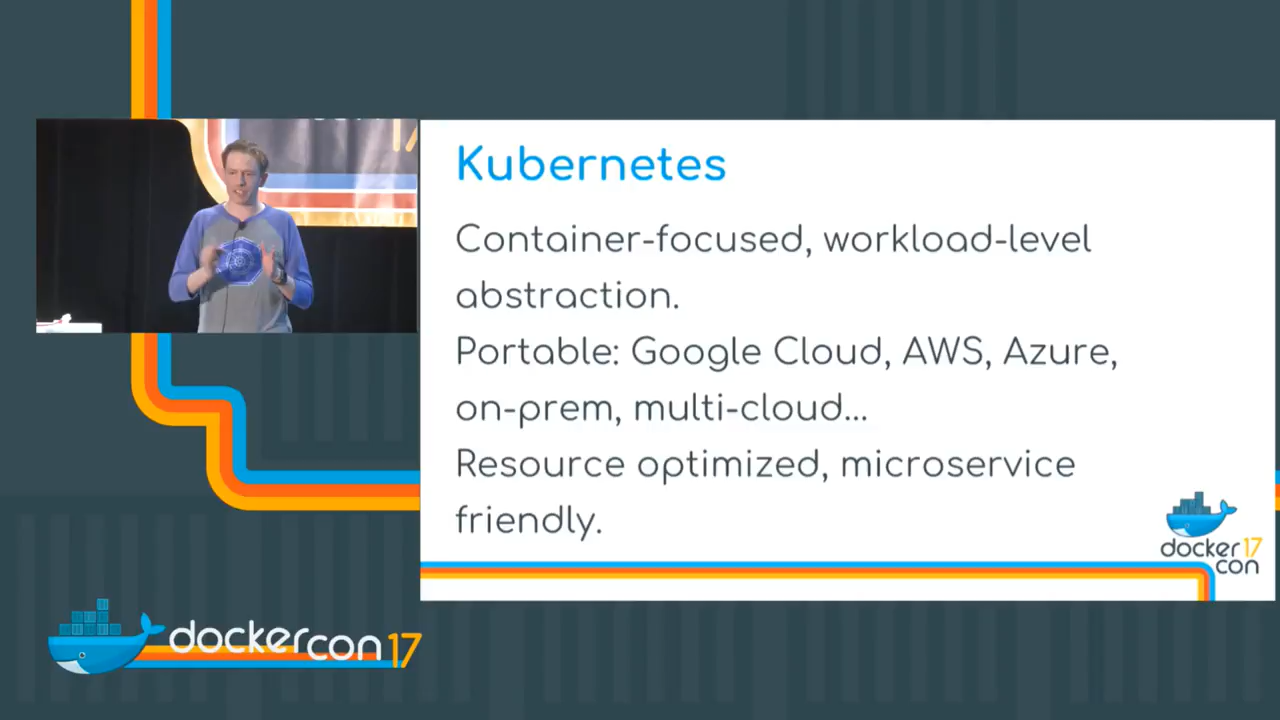 17
Kubernetes
Container-focused, workload-level
abstraction.
Portable: Google Cloud, AWS, Azure,
on-prem, multi-cloud...
Resource optimized, microservice
friendly.
docker 17
con
dockercon 17